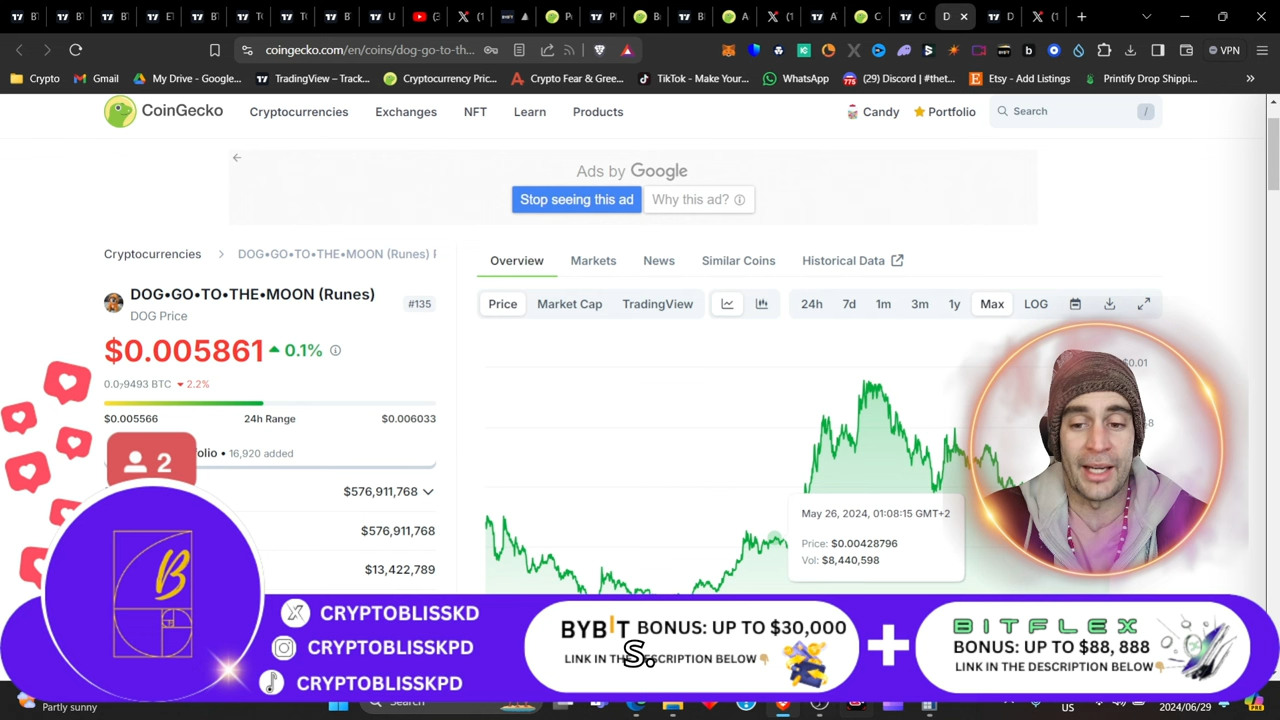 coingecko.com/en/coins/dog-go-to-th...
VPN
Crypto
Gmail
My Drive - Google...
TradingView – Track...
Cryptocurrency Pric...
Crypto Fear & Gree...
TikTok - Make Your...
WhatsApp
(29) Discord | #thet...
Etsy - Add Listings
Printify Drop Shippi...
CoinGecko
Cryptocurrencies
Exchanges
NFT
Learn
Products
Candy
Portfolio
Search
/
Ads by Google
Stop seeing this ad
Why this ad?
Cryptocurrencies
DOG•GO•TO•THE•MOON (Runes) P
Overview
Markets
News
Similar Coins
Historical Data
DOG•GO•TO•THE•MOON (Runes)
#135
DOG Price
Price
Market Cap
TradingView
24h
7d
1m
3m
1y
Max
LOG
$0.005861
0.1%
0.0₇9493 BTC
2.2%
$0.005566
24h Range
$0.006033
$0.01
8
2
olio • 16,920 added
$576,911,768
$576,911,768
$13,422,789
May 26, 2024, 01:08:15 GMT+2
Price: $0.00428796
Vol: $8,440,598
B
CRYPTOBLISSKD
CRYPTOBLISSKPD
CRYPTOBLISSKPD
BYBIT BONUS: UP TO $30,000
LINK IN THE DESCRIPTION BELOW
S.
BITFLEX
BONUS: UP TO $88, 888
LINK IN THE DESCRIPTION BELOW
Partly sunny
Search
US
2024/06/29